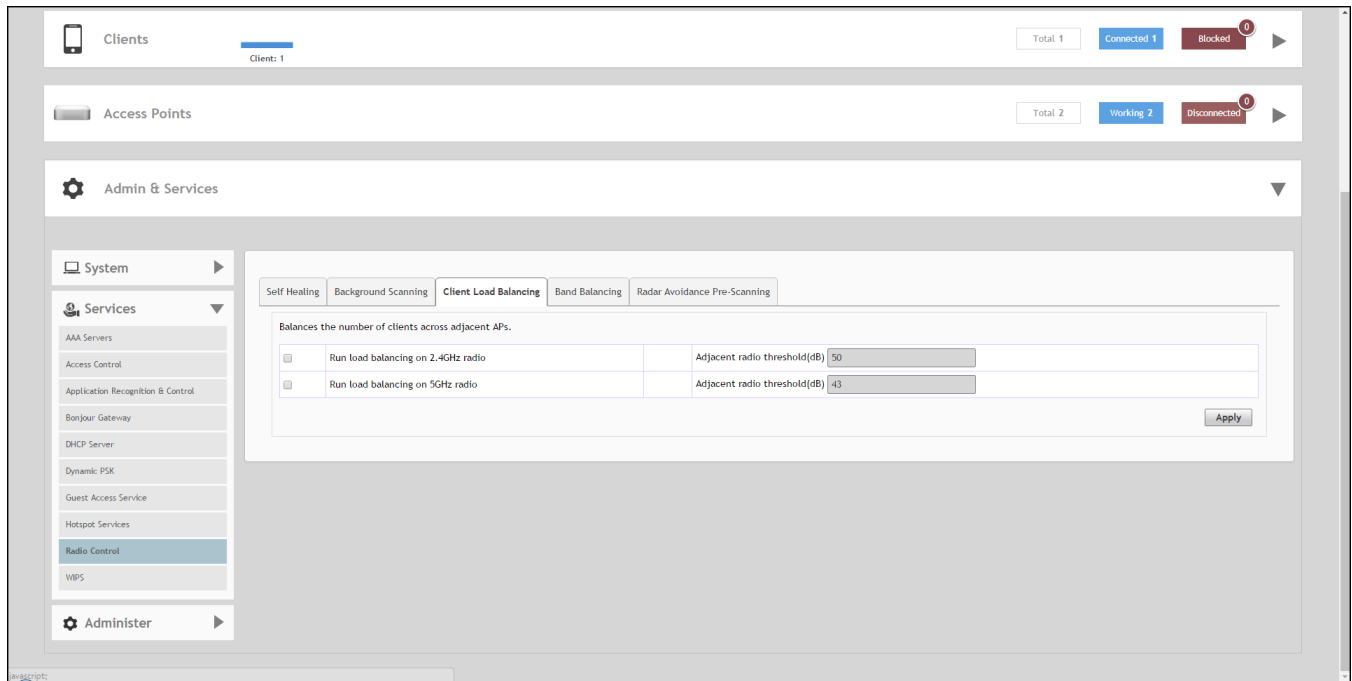 Clients
Client: 1
Total 1
Connected 1
Blocked
0
Access Points
Total 2
Working 2
Disconnected
0
Admin & Services
System
Services
AAA Servers
Access Control
Application Recognition & Control
Bonjour Gateway
DHCP Server
Dynamic PSK
Guest Access Service
Hotspot Services
Radio Control
WIPS
Administer
Self Healing
Background Scanning
Client Load Balancing
Band Balancing
Radar Avoidance Pre-Scanning
Balances the number of clients across adjacent APs.
Run load balancing on 2.4GHz radio Adjacent radio threshold(dB) 50
Run load balancing on 5GHz radio Adjacent radio threshold(dB) 43
Apply
javascript: